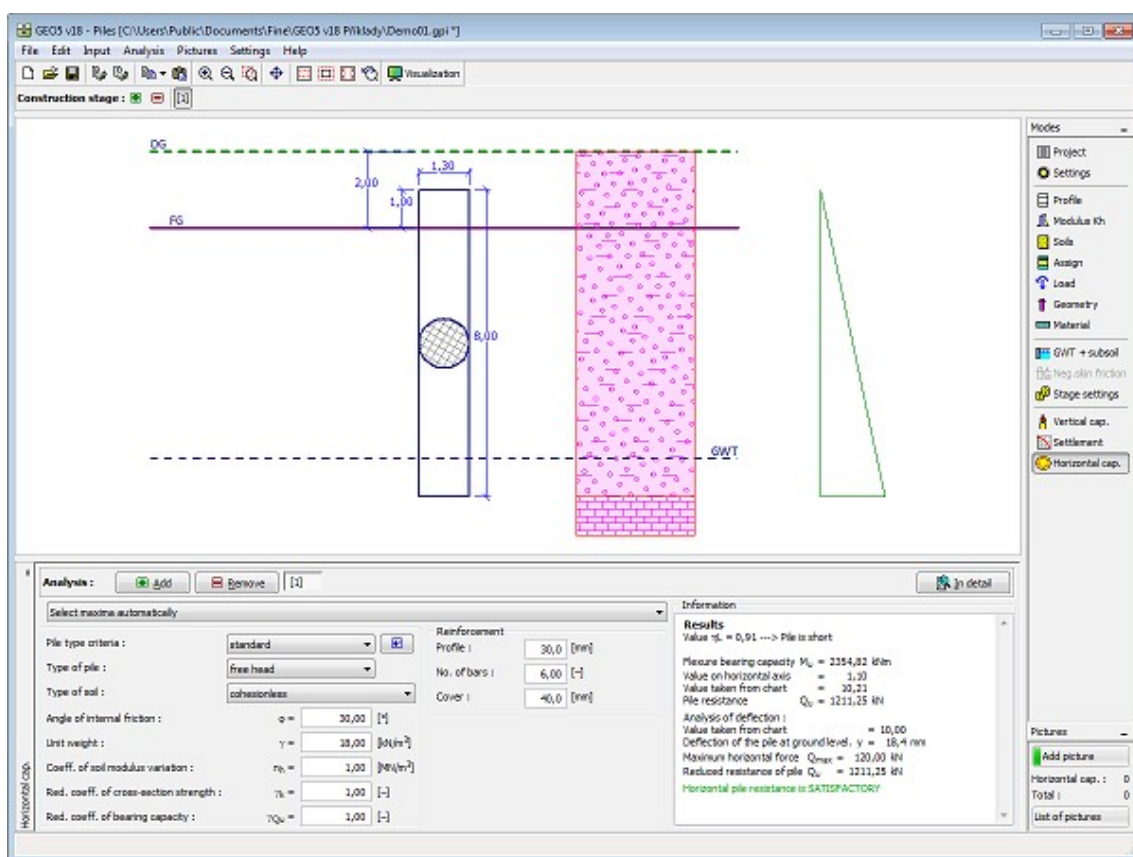 GEO5 v18 - Piles [C:\Users\Public\Documents\Fine\GEO5 v18 Příklady\Demo01.gpi *]
File Edit Input Analysis Pictures Settings Help
Visualization
Construction stage : [1]
OG
1,30
2,00
1,00
FG
8,00
GWT
Modes
Project
Settings
Profile
Modulus Kh
Soils
Assign
Load
Geometry
Material
GWT + subsoil
Neg.skin friction
Stage settings
Vertical cap.
Settlement
Horizontal cap.
Horizontal cap.
Analysis : Add Remove [1] In detail
Select maxima automatically
Pile type criteria : standard
Type of pile : free head
Type of soil : cohesionless
Angle of internal friction : φ = 30,00 [°]
Unit weight : γ = 18,00 [kN/m³]
Coeff. of soil modulus variation : nh = 1,00 [MN/m³]
Red. coeff. of cross-section strength : γk = 1,00 [-]
Red. coeff. of bearing capacity : γQu = 1,00 [-]
Reinforcement
Profile : 30,0 [mm]
No. of bars : 6,00 [-]
Cover : 40,0 [mm]
Information
Results
Value ηL = 0,91 ---> Pile is short
Flexure bearing capacity Mu = 2354,82 kNm
Value on horizontal axis = 1,10
Value taken from chart = 10,21
Pile resistance Qu = 1211,25 kN
Analysis of deflection :
Value taken from chart = 10,00
Deflection of the pile at ground level. y = 18,4 mm
Maximum horizontal force Qmax = 120,00 kN
Reduced resistance of pile Qu = 1211,25 kN
Horizontal pile resistance is SATISFACTORY
Pictures
Add picture
Horizontal cap. : 0
Total : 0
List of pictures